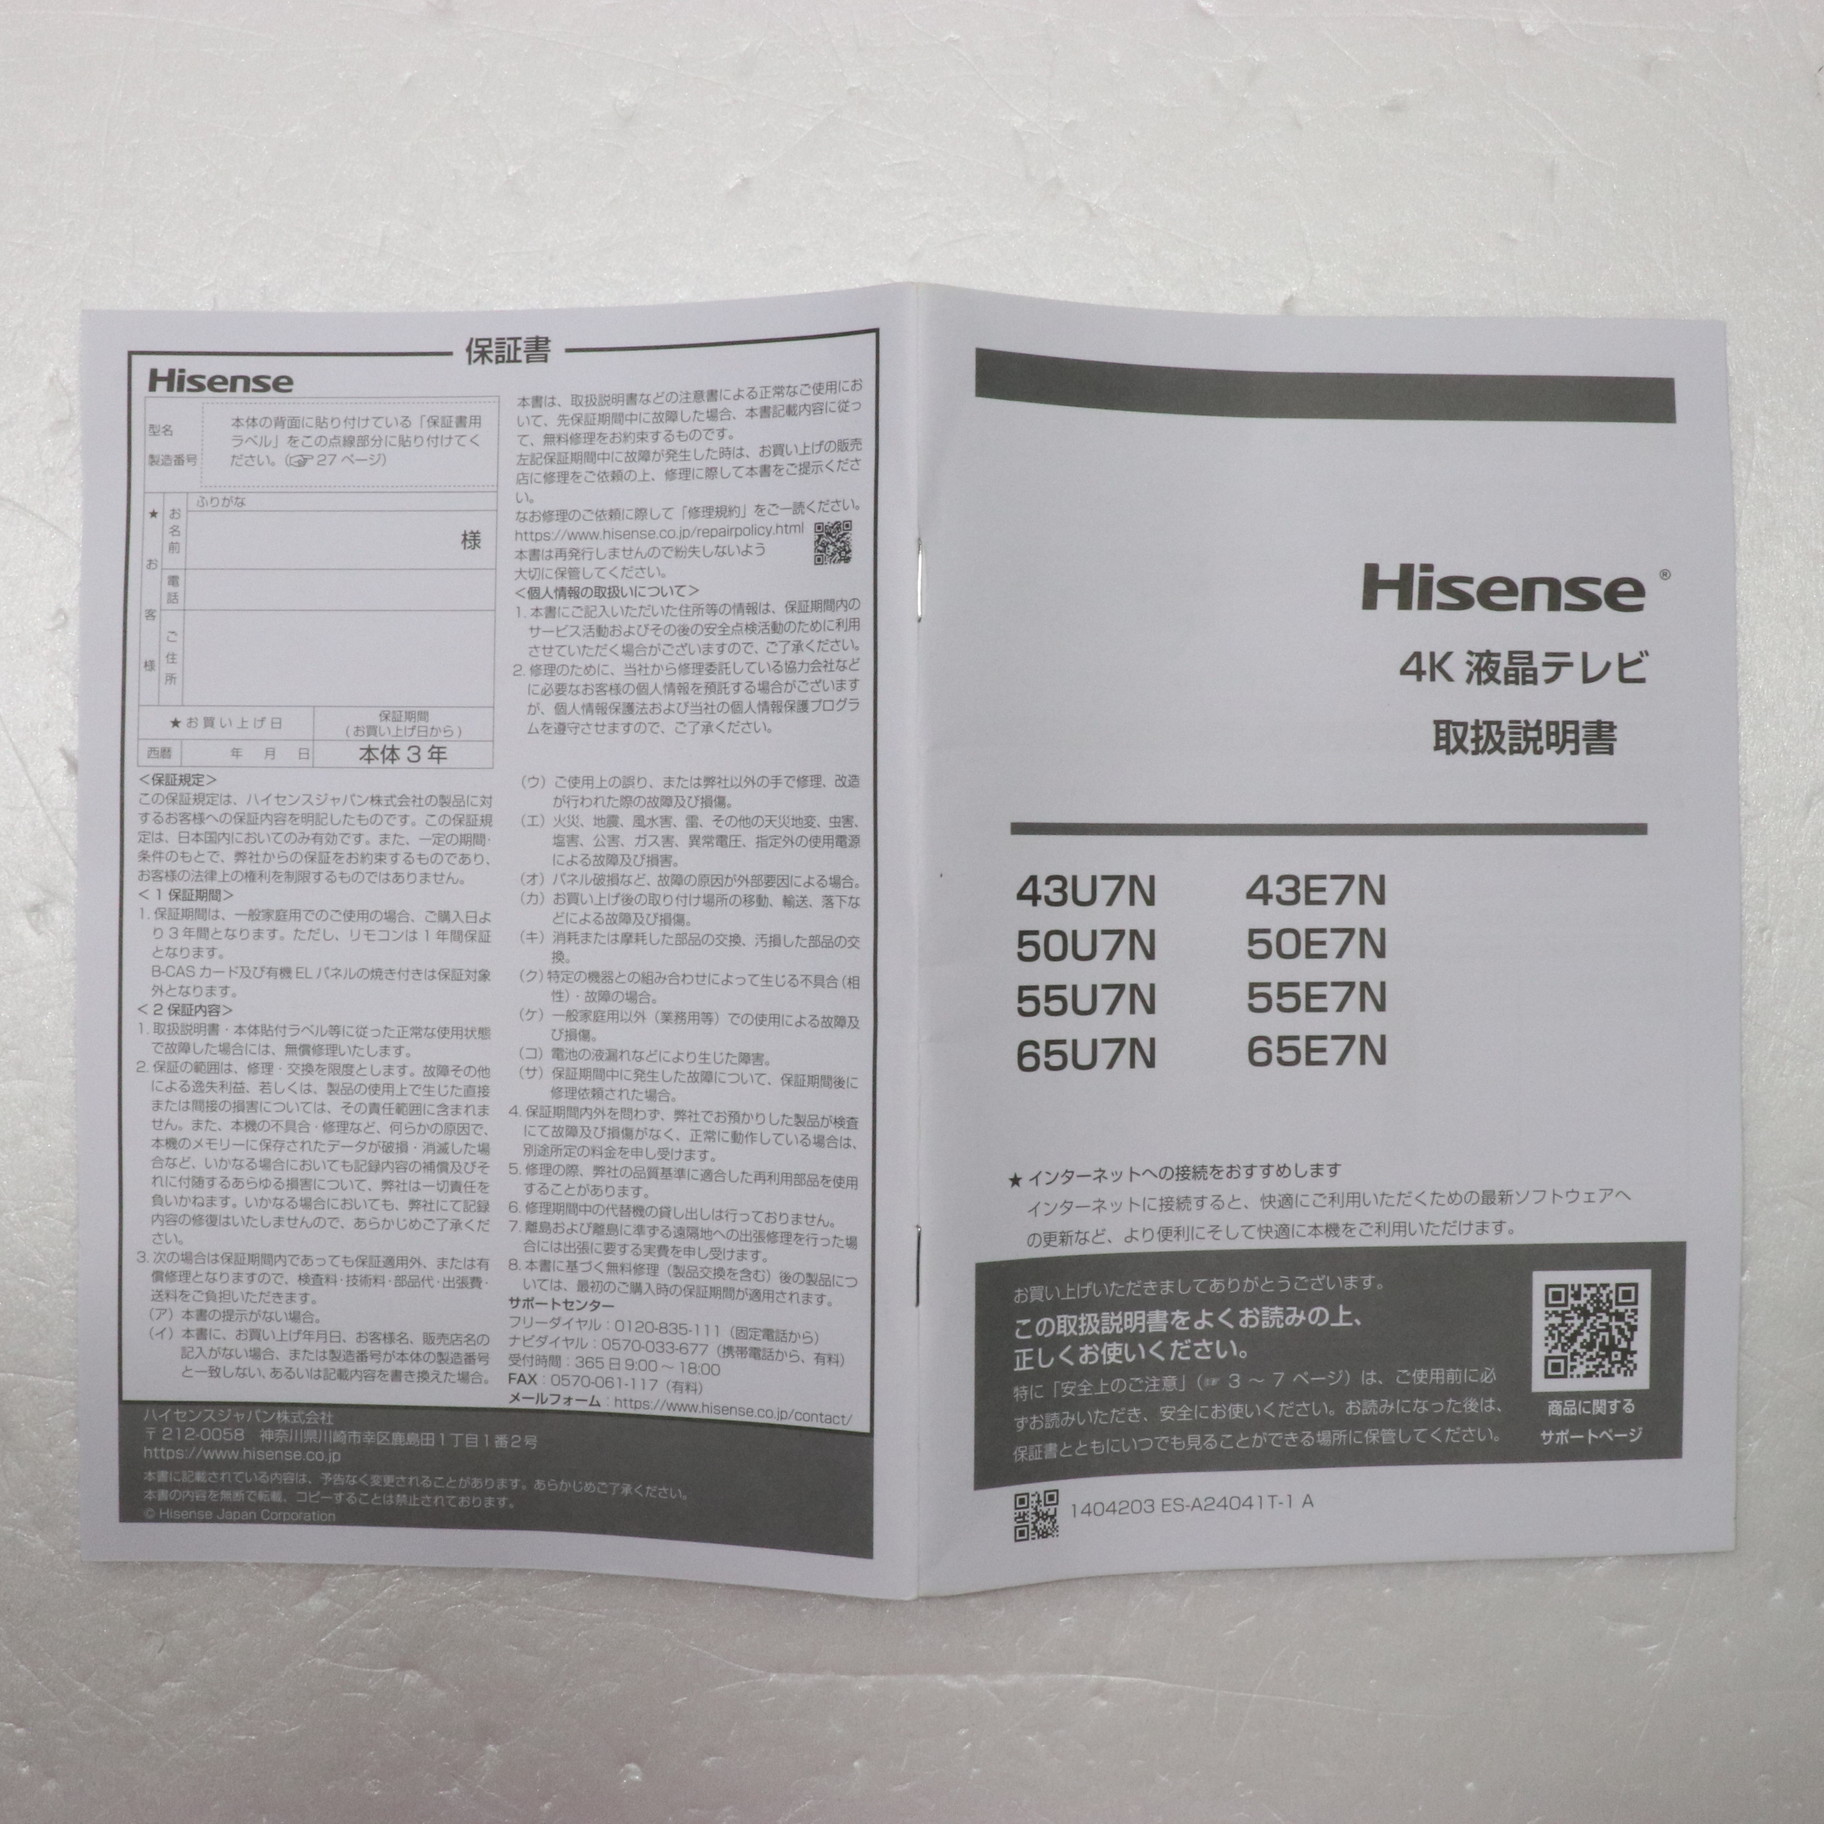 保証書
Hisense
型名
製造番号
本体の背面に貼り付けている「保証書用
ラベル」をこの点線部分に貼り付けてく
ださい。(☞27 ページ)
★お客様
お名前
ふりがな
様
電話
ご住所
★お買い上げ日
保証期間
(お買い上げ日から)
西暦 年 月 日
本体 3 年
本書は、取扱説明書などの注意書による正常なご使用にお
いて、先保証期間中に故障した場合、本書記載内容に従っ
て、無料修理をお約束するものです。
左記保証期間中に故障が発生した時は、お買い上げの販売
店に修理をご依頼の上、修理に際して本書をご提示くださ
い。
なお修理のご依頼に際して「修理規約」をご一読ください。
https://www.hisense.co.jp/repairpolicy.html
本書は再発行しませんので紛失しないよう
大切に保管してください。
<個人情報の取扱いについて>
1. 本書にご記入いただいた住所等の情報は、保証期間内の
サービス活動およびその後の安全点検活動のために利用
させていただく場合がございますので、ご了承ください。
2. 修理のために、当社から修理委託している協力会社など
に必要なお客様の個人情報を預託する場合がございます
が、個人情報保護法および当社の個人情報保護プログラ
ムを遵守させますので、ご了承ください。
<保証規定>
この保証規定は、ハイセンスジャパン株式会社の製品に対
するお客様への保証内容を明記したものです。この保証規
定は、日本国内においてのみ有効です。また、一定の期間・
条件のもとで、弊社からの保証をお約束するものであり、
お客様の法律上の権利を制限するものではありません。
< 1 保証期間>
1. 保証期間は、一般家庭用でのご使用の場合、ご購入日よ
り 3 年間となります。ただし、リモコンは 1 年間保証
となります。
B-CAS カード及び有機 EL パネルの焼き付きは保証対象
外となります。
< 2 保証内容>
1. 取扱説明書・本体貼付ラベル等に従った正常な使用状態
で故障した場合には、無償修理いたします。
2. 保証の範囲は、修理・交換を限度とします。故障その他
による逸失利益、若しくは、製品の使用上で生じた直接
または間接の損害については、その責任範囲に含まれま
せん。また、本機の不具合・修理など、何らかの原因で、
本機のメモリーに保存されたデータが破損・消滅した場
合など、いかなる場合においても記録内容の補償及びそ
れに付随するあらゆる損害について、弊社は一切責任を
負いかねます。いかなる場合においても、弊社にて記録
内容の修復はいたしませんので、あらかじめご了承くだ
さい。
3. 次の場合は保証期間内であっても保証適用外、または有
償修理となりますので、検査料・技術料・部品代・出張費・
送料をご負担いただきます。
(ア) 本書の提示がない場合。
(イ) 本書に、お買い上げ年月日、お客様名、販売店名の
記入がない場合、または製造番号が本体の製造番号
と一致しない、あるいは記載内容を書き換えた場合。
(ウ) ご使用上の誤り、または弊社以外の手で修理、改造
が行われた際の故障及び損傷。
(エ) 火災、地震、風水害、雷、その他の天災地変、虫害、
塩害、公害、ガス害、異常電圧、指定外の使用電源
による故障及び損害。
(オ) パネル破損など、故障の原因が外部要因による場合。
(カ) お買い上げ後の取り付け場所の移動、輸送、落下な
どによる故障及び損傷。
(キ) 消耗または摩耗した部品の交換、汚損した部品の交
換。
(ク) 特定の機器との組み合わせによって生じる不具合 (相
性)・故障の場合。
(ケ) 一般家庭用以外（業務用等）での使用による故障及
び損傷。
(コ) 電池の液漏れなどにより生じた障害。
(サ) 保証期間中に発生した故障について、保証期間後に
修理依頼された場合。
4. 保証期間内外を問わず、弊社でお預かりした製品が検査
にて故障及び損傷がなく、正常に動作している場合は、
別途所定の料金を申し受けます。
5. 修理の際、弊社の品質基準に適合した再利用部品を使用
することがあります。
6. 修理期間中の代替機の貸し出しは行っておりません。
7. 離島および離島に準ずる遠隔地への出張修理を行った場
合には出張に要する実費を申し受けます。
8. 本書に基づく無料修理（製品交換を含む）後の製品につ
いては、最初のご購入時の保証期間が適用されます。
サポートセンター
フリーダイヤル：0120-835-111（固定電話から）
ナビダイヤル：0570-033-677（携帯電話から、有料）
受付時間：365 日 9:00 ～ 18:00
FAX：0570-061-117（有料）
メールフォーム：https://www.hisense.co.jp/contact/
ハイセンスジャパン株式会社
〒 212-0058 神奈川県川崎市幸区鹿島田１丁目１番２号
https://www.hisense.co.jp
本書に記載されている内容は、予告なく変更されることがあります。あらかじめご了承ください。
本書の内容を無断で転載、コピーすることは禁止されております。
© Hisense Japan Corporation
Hisense®
4K 液晶テレビ
取扱説明書
43U7N 43E7N
50U7N 50E7N
55U7N 55E7N
65U7N 65E7N
★ インターネットへの接続をおすすめします
インターネットに接続すると、快適にご利用いただくための最新ソフトウェアへ
の更新など、より便利にそして快適に本機をご利用いただけます。
お買い上げいただきましてありがとうございます。
この取扱説明書をよくお読みの上、
正しくお使いください。
特に「安全上のご注意」(☞ 3 ～ 7 ページ）は、ご使用前に必
ずお読みいただき、安全にお使いください。お読みになった後は、
保証書とともにいつでも見ることができる場所に保管してください。
商品に関する
サポートページ
1404203 ES-A24041T-1 A